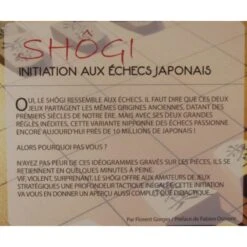 SHÔGI
INITIATION AUX ÉCHECS JAPONAIS
OUI, LE SHÔGI RESSEMBLE AUX ÉCHECS. IL FAUT DIRE QUE CES DEUX
JEUX PARTAGENT LES MÊMES ORIGINES ANCIENNES, DATANT DES
PREMIERS SIÈCLES DE NOTRE ÈRE. MAIS AVEC SES DEUX GRANDES
RÈGLES INÉDITES, CETTE VARIANTE NIPPONNE DES ÉCHECS PASSIONNE
ENCORE AUJOURD'HUI PRÈS DE 10 MILLIONS DE JAPONAIS !
ALORS POURQUOI PAS VOUS ?
N'AYEZ PAS PEUR DE CES IDÉOGRAMMES GRAVÉS SUR LES PIÈCES, ILS SE
RETIENNENT EN QUELQUES MINUTES À PEINE.
VIF, VIOLENT, SURPRENANT, LE SHÔGI OFFRE AUX AMATEURS DE JEUX
STRATÉGIQUES UNE PROFONDEUR TACTIQUE INÉGALÉE. CETTE INITIATION
VA VOUS EN DONNER UN APERÇU AUSSI COMPLET QUE DIDACTIQUE...
Par Florent Gorges / Préface de Fabien